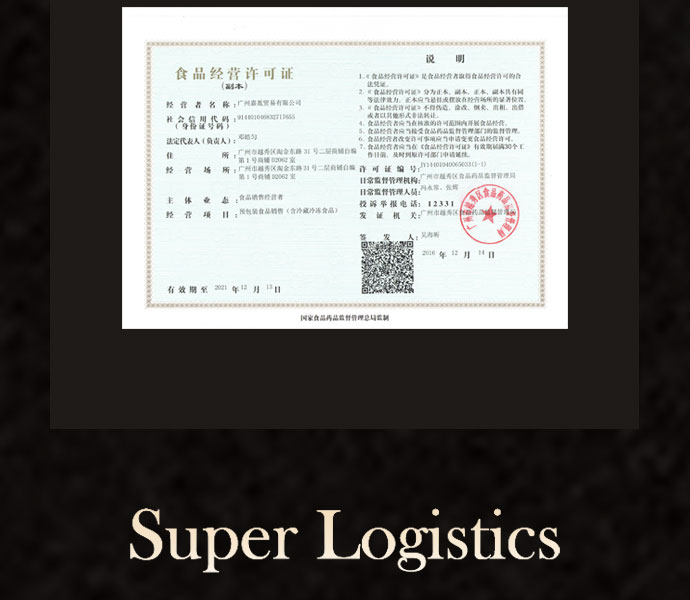 食品经营许可证
(副本)
经营者名称：广州嘉胤贸易有限公司
社会信用代码：
(身份证号码)
法定代表人（负责人）：邓皓匀
住所：广州市越秀区淘金东路31号二层商铺自编
第1号商铺D2062室
经营场所：广州市越秀区淘金东路31号二层商铺自编
第1号商铺D2062室
主体业态：食品销售经营者
经营项目：预包装食品销售（含冷藏冷冻食品）
有效期至 2021 年 12 月 13 日
说 明
1.《食品经营许可证》是食品经营者取得食品经营许可的合
法凭证。
2.《食品经营许可证》分为正本、副本。正本、副本具有同
等法律效力。正本应当悬挂或摆放在经营场所的显著位置。
3.《食品经营许可证》不得伪造、涂改、倒卖、出租、出借
或者以其他形式非法转让。
4. 食品经营者应当在核准的许可范围内开展食品经营。
5. 食品经营者应当接受食品药品监督管理部门的监督管理。
6. 食品经营者改变许可事项应当申请变更食品经营许可。
7. 食品经营者应当在《食品经营许可证》有效期届满30个工
作日前，及时到原许可部门申请延续。
许可证编号：JY14401040065033(1-1)
日常监督管理机构：广州市越秀区食品药品监督管理局
日常监督管理人员：冯永常、张辉
投诉举报电话：12331
发证机关：广州市越秀区食品药品监督管理局
签发人：吴海昕
2016 年 12 月 14 日
国家食品药品监督管理总局监制
Super Logistics